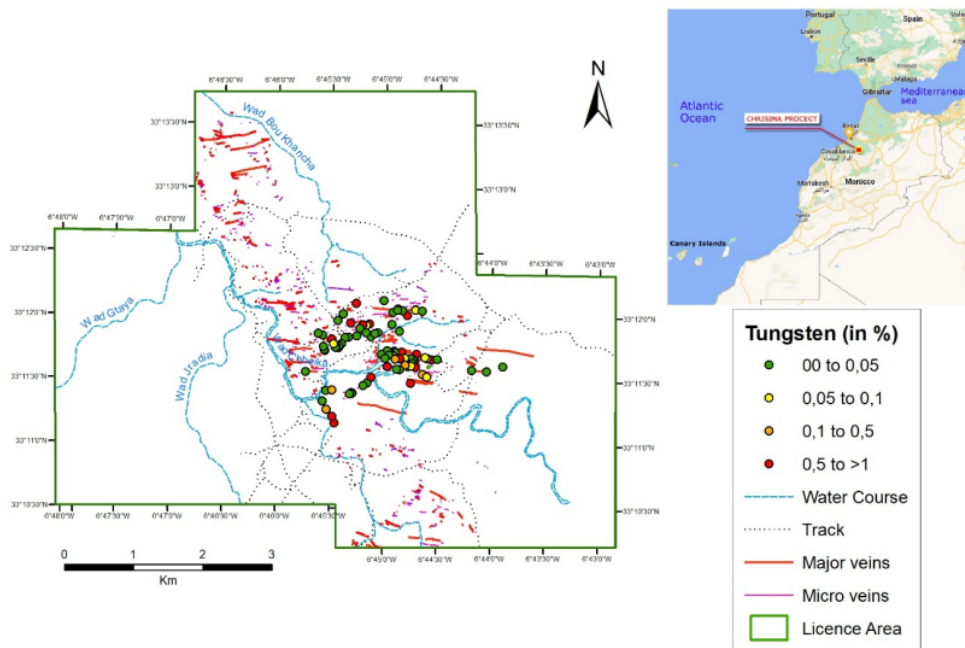 6°46'30"W 6°46'0"W 6°45'30"W 6°45'0"W 6°44'30"W
N
33°13'30"N
33°13'30"N
Wad Bou Khancha
33°13'0"N
33°13'0"N
6°48'0"W 6°47'30"W 6°47'0"W
33°12'30"N
6°44'0"W 6°43'30"W 6°43'0"W
Wad Gtaya
33°12'0"N
33°12'0"N
Wad Jradia
33°11'30"N
33°11'30"N
33°11'0"N
33°11'0"N
33°10'30"N
33°10'30"N
6°48'0"W 6°47'30"W 6°47'0"W 6°46'30"W 6°46'0"W 6°45'30"W
6°45'0"W 6°44'30"W 6°44'0"W 6°43'30"W 6°43'0"W
0 1 2 3
Km
Portugal
Spain
Lisbon
Seville
Málaga
Gibraltar
Mediterranean
sea
Atlantic
Ocean
CHRISINA PROCECT
Casablanca
Marrakesh
Morocco
Canary Islands
Tungsten (in %)
00 to 0,05
0,05 to 0,1
0,1 to 0,5
0,5 to >1
Water Course
Track
Major veins
Micro veins
Licence Area